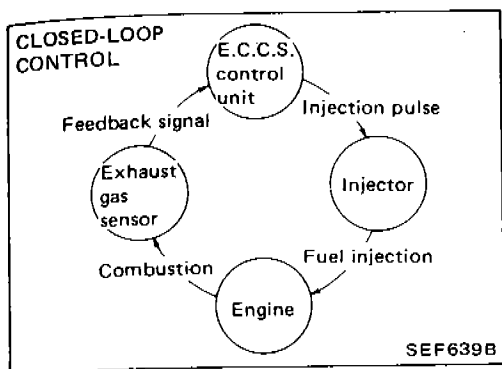 CLOSED-LOOP
CONTROL
E.C.C.S.
control
unit
Injection pulse
Injector
Fuel injection
Engine
Combustion
Exhaust
gas
sensor
Feedback signal
SEF639B